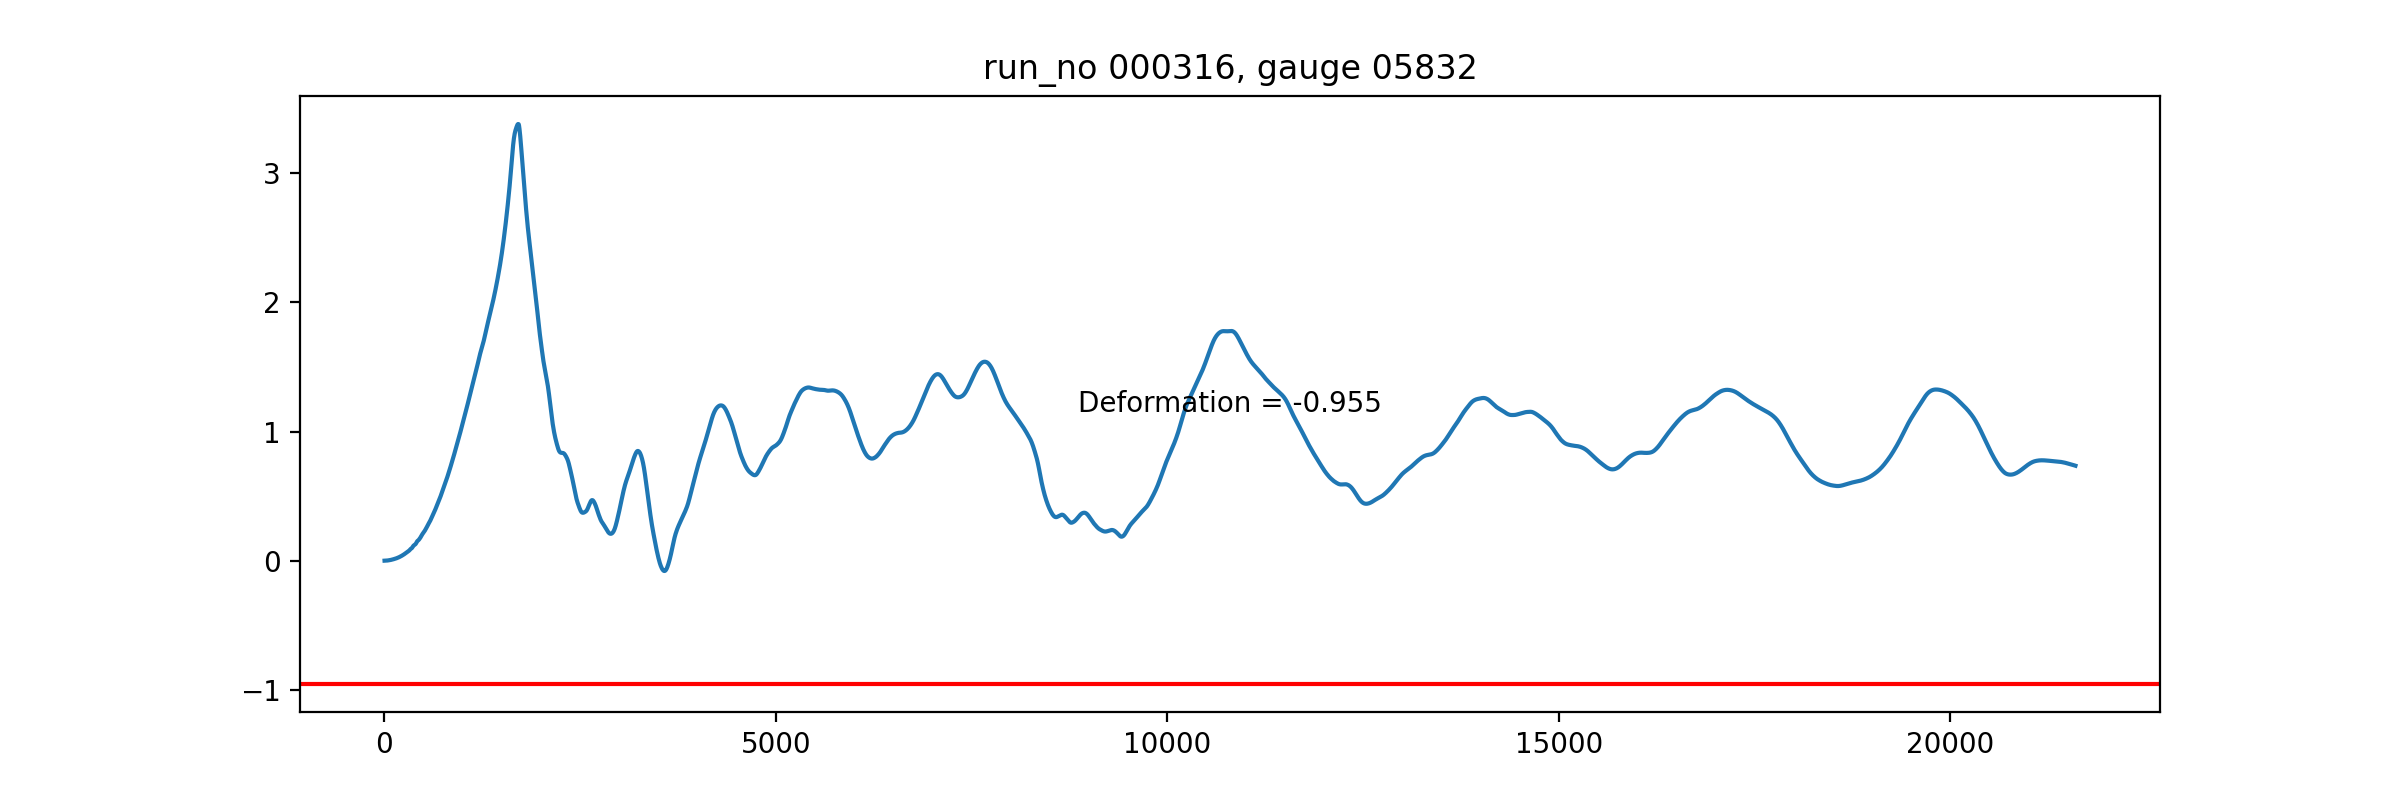 run_no 000316, gauge 05832
3
2
1
0
−1
Deformation = -0.955
0 5000 10000 15000 20000